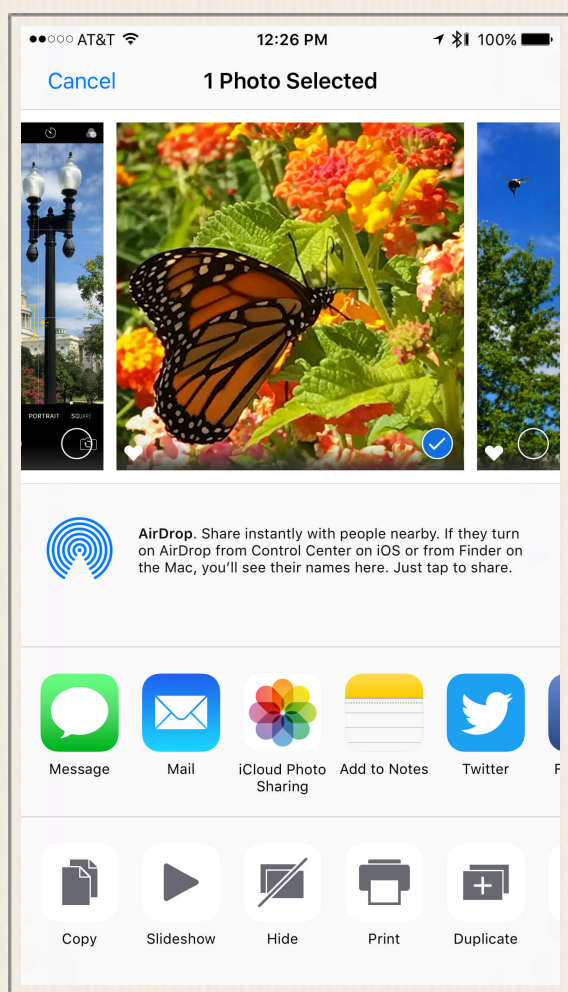 AT&T 12:26 PM 100%
Cancel 1 Photo Selected
PORTRAIT SQUARE
AirDrop. Share instantly with people nearby. If they turn
on AirDrop from Control Center on iOS or from Finder on
the Mac, you’ll see their names here. Just tap to share.
Message Mail iCloud Photo Add to Notes Twitter F
Sharing
Copy Slideshow Hide Print Duplicate